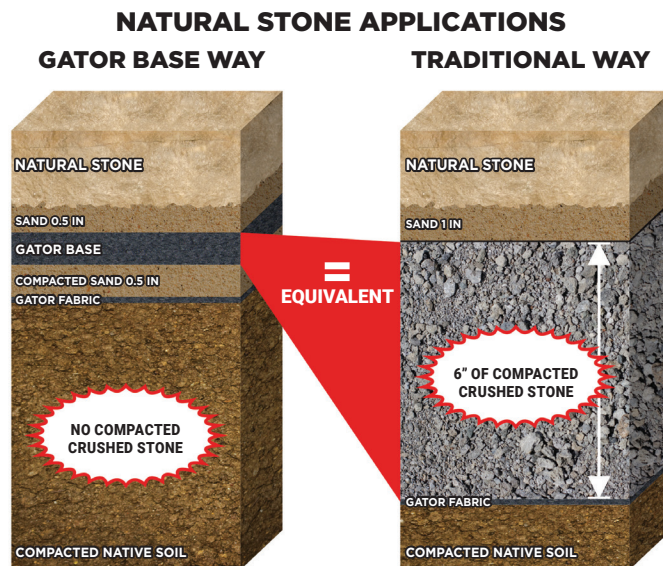 NATURAL STONE APPLICATIONS
GATOR BASE WAY
NATURAL STONE
SAND 0.5 IN
GATOR BASE
COMPACTED SAND 0.5 IN
GATOR FABRIC
NO COMPACTED
CRUSHED STONE
COMPACTED NATIVE SOIL
=
EQUIVALENT
TRADITIONAL WAY
NATURAL STONE
SAND 1 IN
6” OF COMPACTED
CRUSHED STONE
GATOR FABRIC
COMPACTED NATIVE SOIL